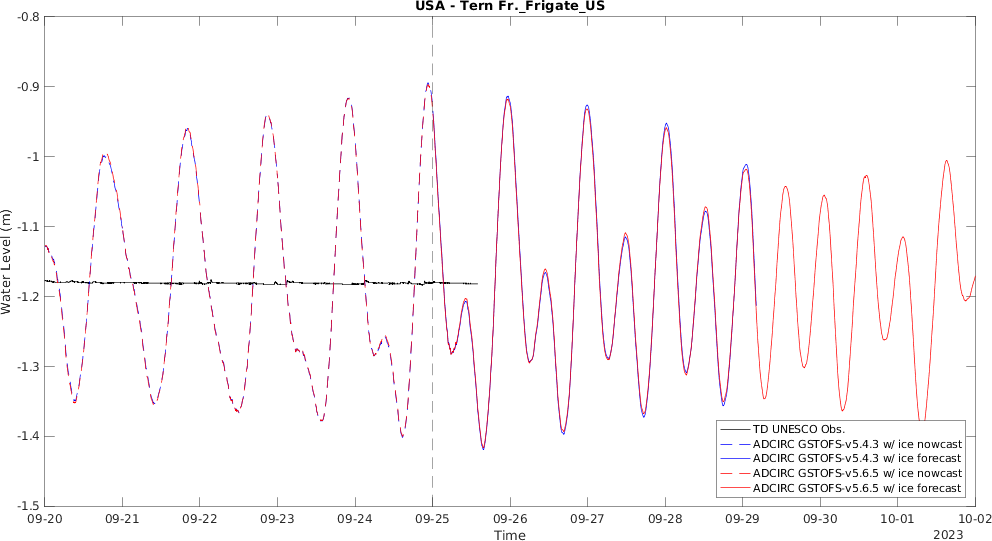 USA - Tern Fr._Frigate_US
-0.8
-0.9
-1
-1.1
-1.2
-1.3
-1.4
-1.5
Water Level (m)
TD UNESCO Obs.
ADCIRC GSTOFS-v5.4.3 w/ ice nowcast
ADCIRC GSTOFS-v5.4.3 w/ ice forecast
ADCIRC GSTOFS-v5.6.5 w/ ice nowcast
ADCIRC GSTOFS-v5.6.5 w/ ice forecast
09-20 09-21 09-22 09-23 09-24 09-25 09-26 09-27 09-28 09-29 09-30 10-01 10-02
Time 2023